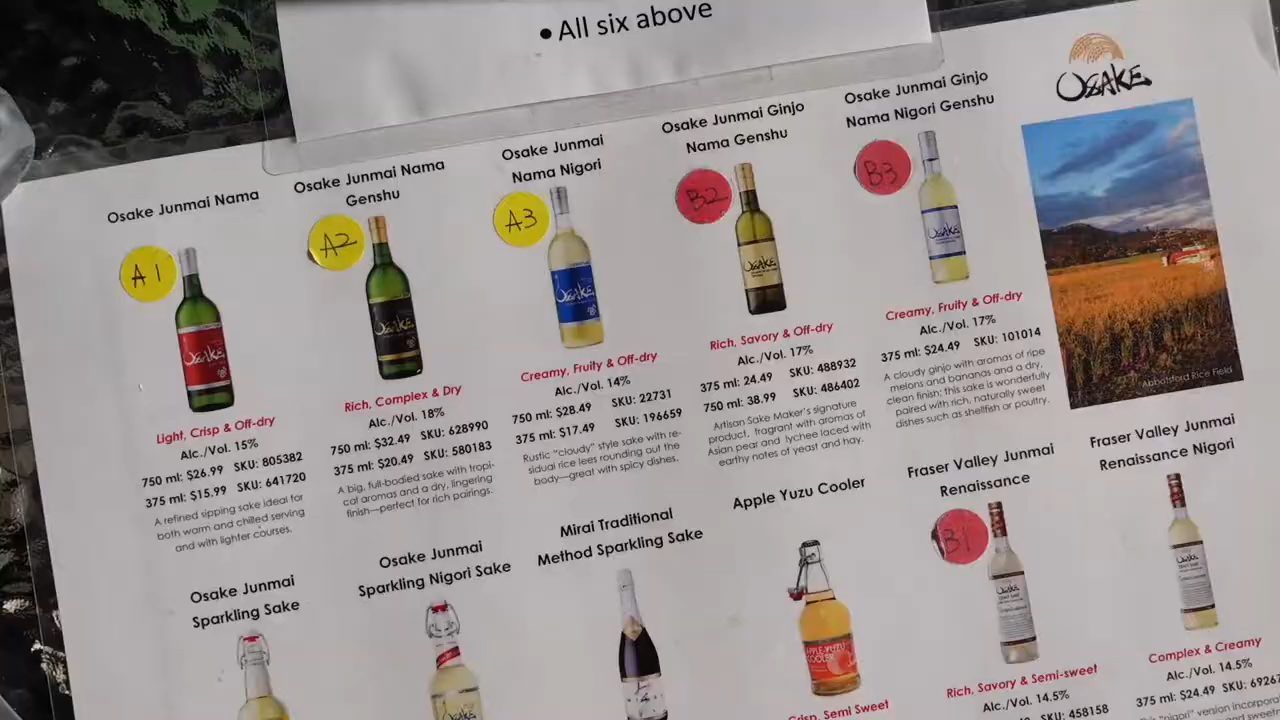 • All six above
OSAKE
Osake Junmai Nama
A1
Light, Crisp & Off-dry
Alc./Vol. 15%
750 ml: $26.99 SKU: 805382
375 ml: $15.99 SKU: 641720
A refined sipping sake ideal for
both warm and chilled serving
and with lighter courses.
Osake Junmai Nama
Genshu
A2
Rich, Complex & Dry
Alc./Vol. 18%
750 ml: $32.49 SKU: 628990
375 ml: $20.49 SKU: 580183
A big, full-bodied sake with tropi-
cal aromas and a dry, lingering
finish—perfect for rich pairings.
Osake Junmai
Nama Nigori
A3
Creamy, Fruity & Off-dry
Alc./Vol. 14%
750 ml: $28.49 SKU: 22731
375 ml: $17.49 SKU: 196659
Rustic "cloudy" style sake with re-
sidual rice lees rounding out the
body—great with spicy dishes.
Osake Junmai Ginjo
Nama Genshu
B2
Rich, Savory & Off-dry
Alc./Vol. 17%
375 ml: 24.49 SKU: 488932
750 ml: 38.99 SKU: 486402
Artisan Sake Maker's signature
product, fragrant with aromas of
Asian pear and lychee laced with
earthy notes of yeast and hay.
Osake Junmai Ginjo
Nama Nigori Genshu
B3
Creamy, Fruity & Off-dry
Alc./Vol. 17%
375 ml: $24.49 SKU: 101014
A cloudy ginjo with aromas of ripe
melons and bananas and a dry,
clean finish; this sake is wonderfully
paired with rich, naturally sweet
dishes such as shellfish or poultry.
Abbotsford Rice Field
Osake Junmai
Sparkling Sake
Osake Junmai
Sparkling Nigori Sake
Mirai Traditional
Method Sparkling Sake
Apple Yuzu Cooler
APPLE-YUZU
COOLER
Crisp, Semi Sweet
Fraser Valley Junmai
Renaissance
B1
Rich, Savory & Semi-sweet
Alc./Vol. 14.5%
SKU: 458158
Fraser Valley Junmai
Renaissance Nigori
Complex & Creamy
Alc./Vol. 14.5%
375 ml: $24.49 SKU: 6926